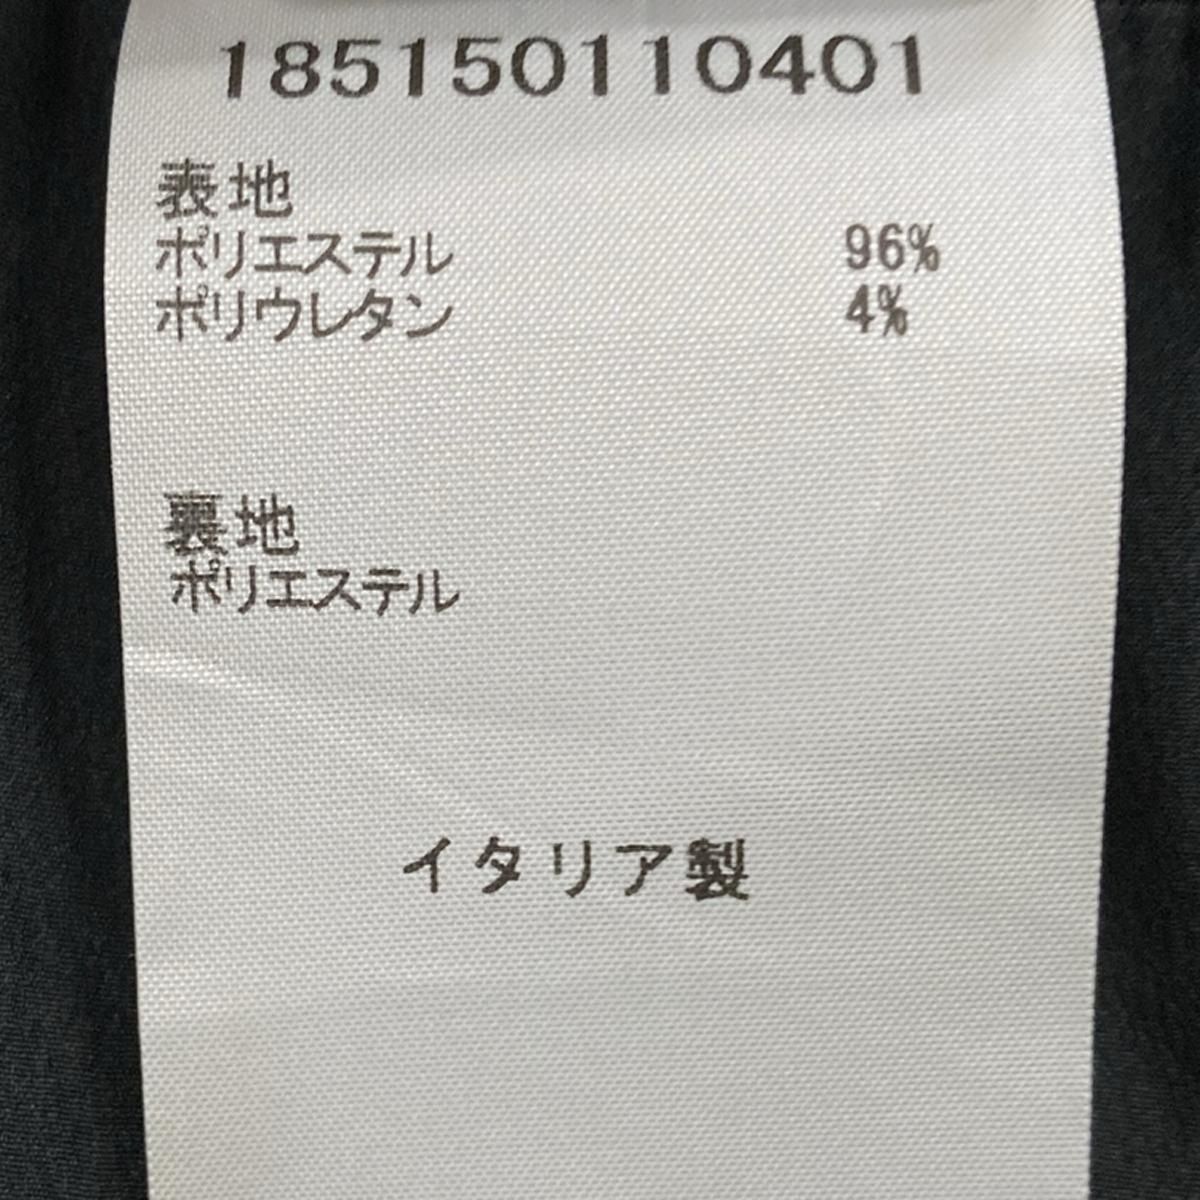 185150110401
表地
ポリエステル 96%
ポリウレタン 4%
裏地
ポリエステル
イタリア製